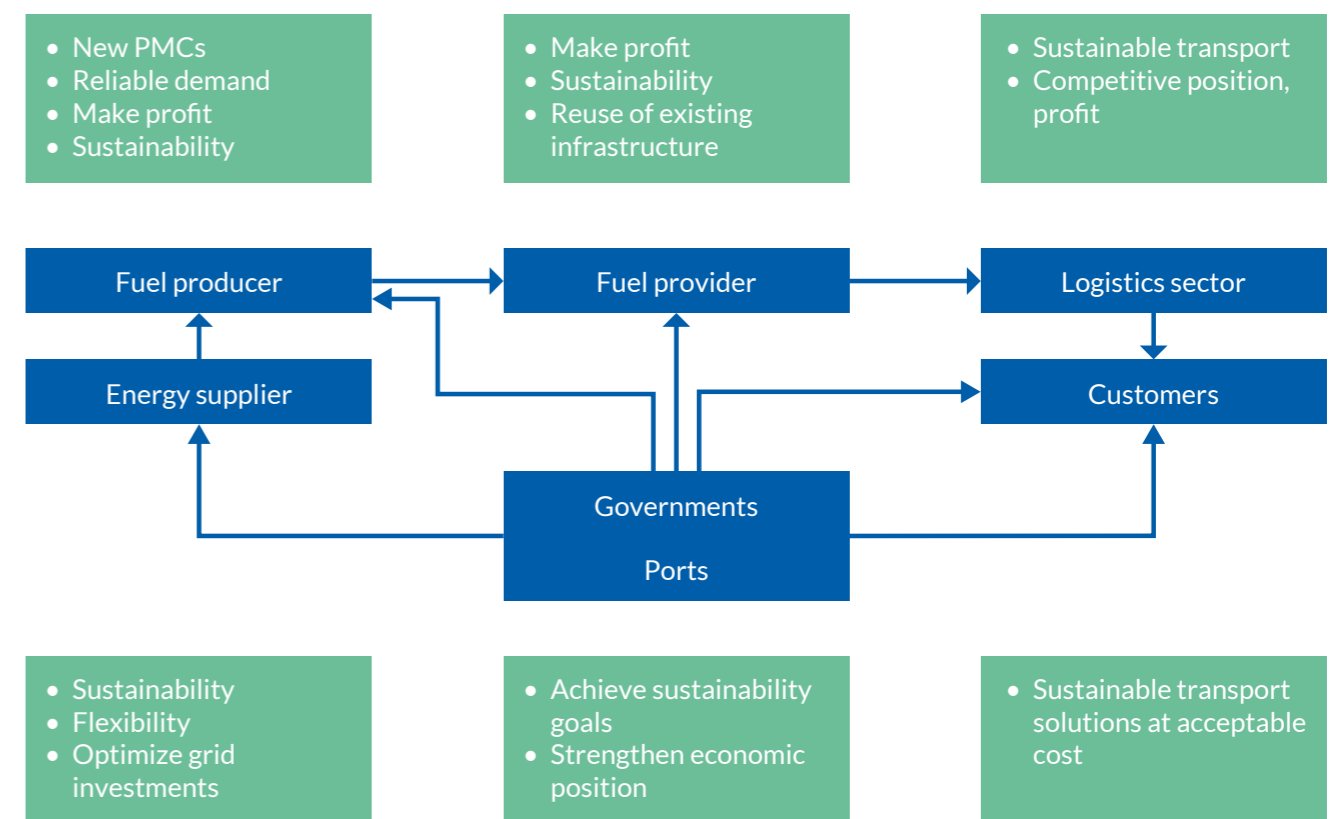 • New PMCs
• Reliable demand
• Make profit
• Sustainability
• Make profit
• Sustainability
• Reuse of existing
infrastructure
• Sustainable transport
• Competitive position,
profit
Fuel producer
Fuel provider
Logistics sector
Energy supplier
Customers
Governments
Ports
• Sustainability
• Flexibility
• Optimize grid
investments
• Achieve sustainability
goals
• Strengthen economic
position
• Sustainable transport
solutions at acceptable
cost